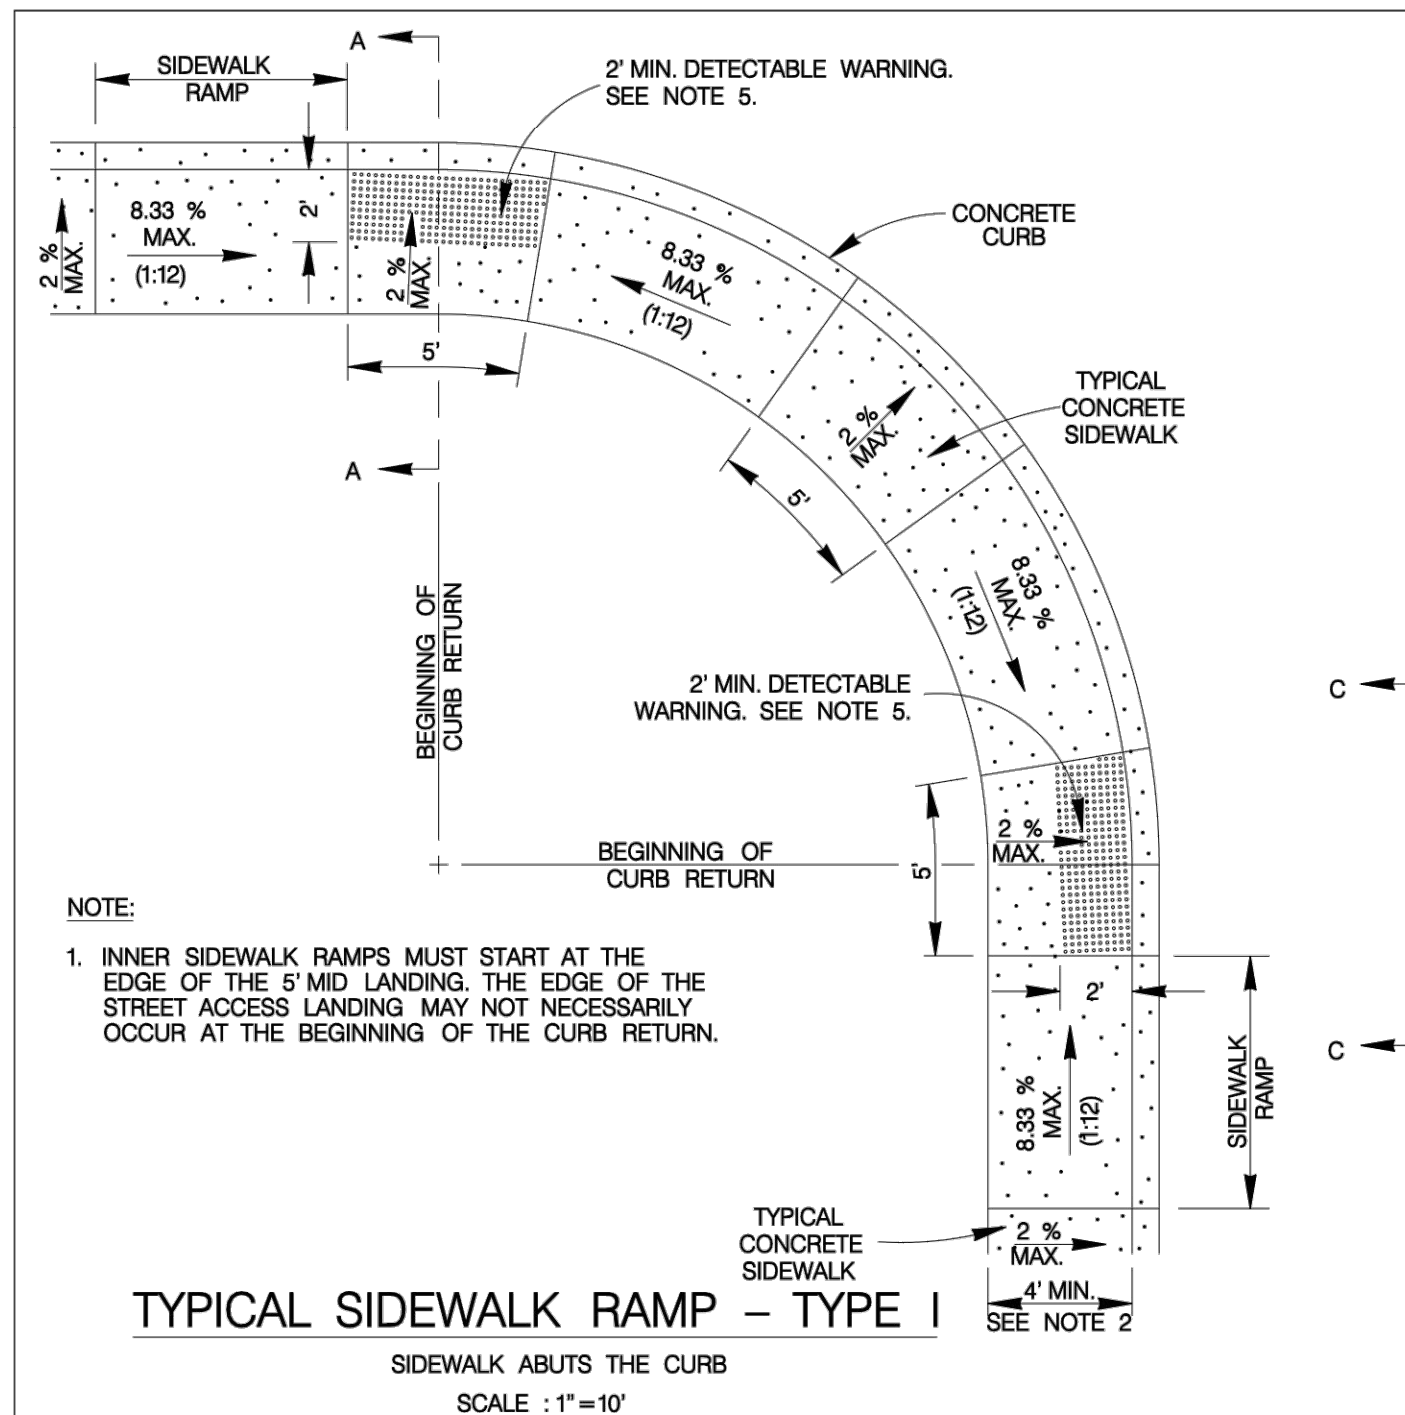 A
SIDEWALK
RAMP
2' MIN. DETECTABLE WARNING.
SEE NOTE 5.
2 %
MAX.
8.33 %
MAX.
(1:12)
2'
2 %
MAX.
8.33 %
MAX.
(1:12)
CONCRETE
CURB
5'
TYPICAL
CONCRETE
SIDEWALK
2 %
MAX.
A
5'
8.33 %
MAX.
(1:12)
BEGINNING OF
CURB RETURN
2' MIN. DETECTABLE
WARNING. SEE NOTE 5.
C
2 %
MAX.
BEGINNING OF
CURB RETURN
5'
NOTE:
1. INNER SIDEWALK RAMPS MUST START AT THE
EDGE OF THE 5' MID LANDING. THE EDGE OF THE
STREET ACCESS LANDING MAY NOT NECESSARILY
OCCUR AT THE BEGINNING OF THE CURB RETURN.
2'
C
8.33 %
MAX.
(1:12)
SIDEWALK
RAMP
TYPICAL
CONCRETE
SIDEWALK
2 %
MAX.
4' MIN.
SEE NOTE 2
TYPICAL SIDEWALK RAMP – TYPE I
SIDEWALK ABUTS THE CURB
SCALE : 1"=10'